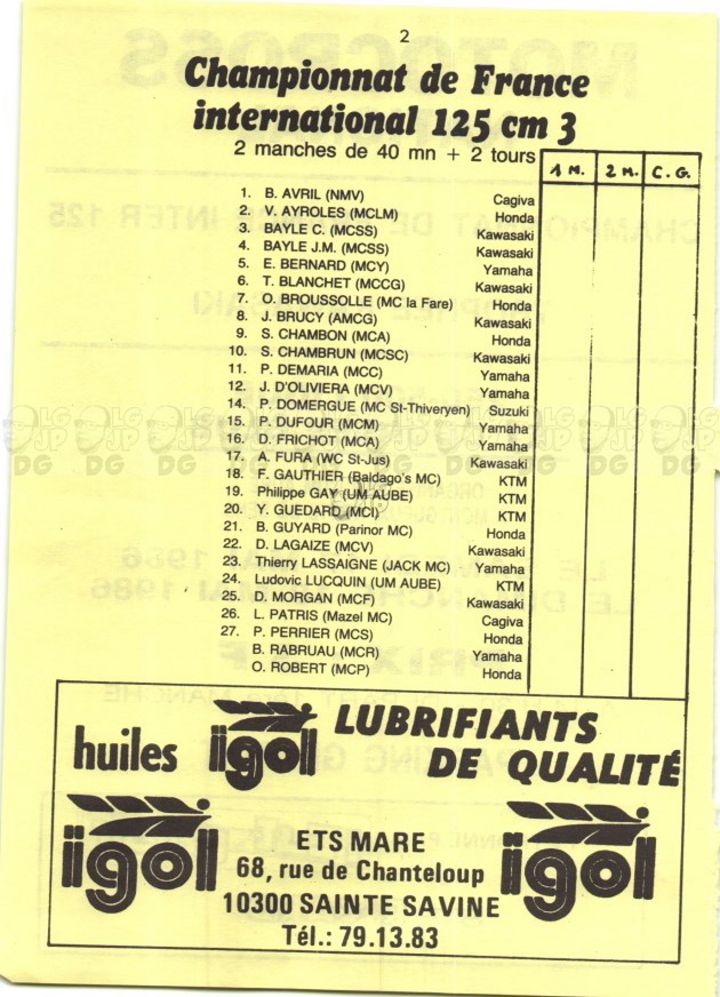 2
Championnat de France
international 125 cm 3
2 manches de 40 mn + 2 tours
1 M. 2 M. C.G.
1. B. AVRIL (NMV) Cagiva
2. V. AYROLES (MCLM) Honda
3. BAYLE C. (MCSS) Kawasaki
4. BAYLE J.M. (MCSS) Kawasaki
5. E. BERNARD (MCY) Yamaha
6. T. BLANCHET (MCCG) Kawasaki
7. O. BROUSSOLLE (MC la Fare) Honda
8. J. BRUCY (AMCG) Kawasaki
9. S. CHAMBON (MCA) Honda
10. S. CHAMBRUN (MCSC) Kawasaki
11. P. DEMARIA (MCC) Yamaha
12. J. D'OLIVIERA (MCV) Yamaha
14. P. DOMERGUE (MC St-Thiveryen) Suzuki
15. P. DUFOUR (MCM) Yamaha
16. D. FRICHOT (MCA) Yamaha
17. A. FURA (WC St-Jus) Kawasaki
18. F. GAUTHIER (Baldago's MC) KTM
19. Philippe GAY (UM AUBE) KTM
20. Y. GUEDARD (MCI) KTM
21. B. GUYARD (Parinor MC) Honda
22. D. LAGAIZE (MCV) Kawasaki
23. Thierry LASSAIGNE (JACK MC) Yamaha
24. Ludovic LUCQUIN (UM AUBE) KTM
25. D. MORGAN (MCF) Kawasaki
26. L. PATRIS (Mazel MC) Cagiva
27. P. PERRIER (MCS) Honda
B. RABRUAU (MCR) Yamaha
O. ROBERT (MCP) Honda
huiles igol LUBRIFIANTS
DE QUALITÉ
igol igol
ETS MARE
68, rue de Chanteloup
10300 SAINTE SAVINE
Tél.: 79.13.83